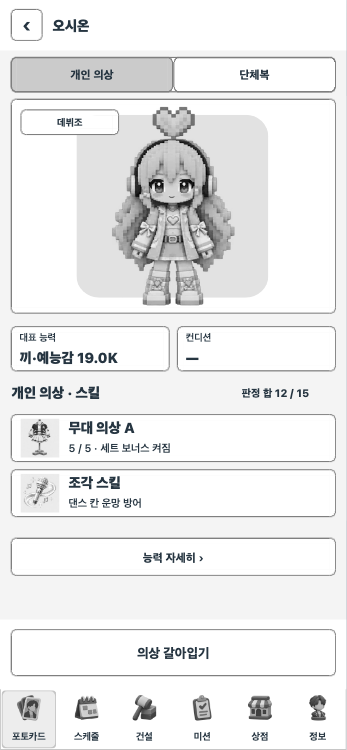 ‹ 오시온
개인 의상
단체복
데뷔조
대표 능력
끼·예능감 19.0K
컨디션
—
개인 의상 · 스킬
판정 합 12 / 15
무대 의상 A
5 / 5 · 세트 보너스 켜짐
조각 스킬
댄스 칸 운망 방어
능력 자세히 ›
의상 갈아입기
포토카드
스케줄
건설
미션
상점
정보